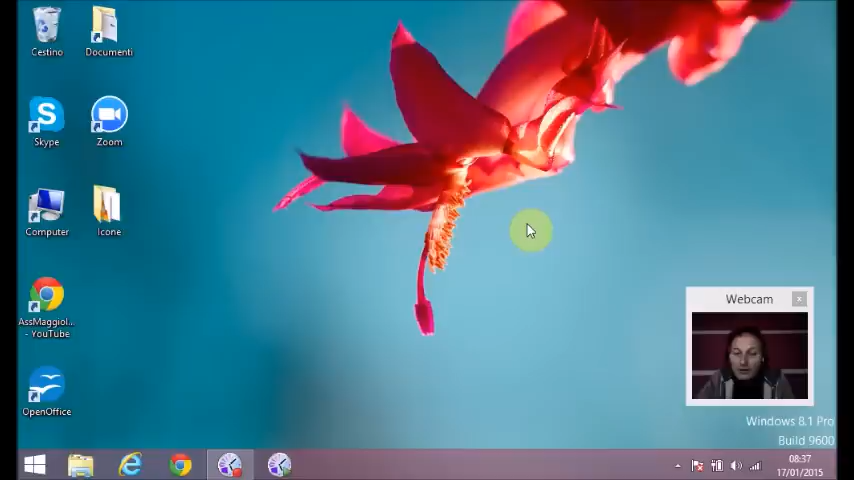 Cestino
Documenti
Skype
Zoom
Computer
Icone
AssMaggiol...
- YouTube
OpenOffice
Webcam
x
Windows 8.1 Pro
Build 9600
08:37
17/01/2015